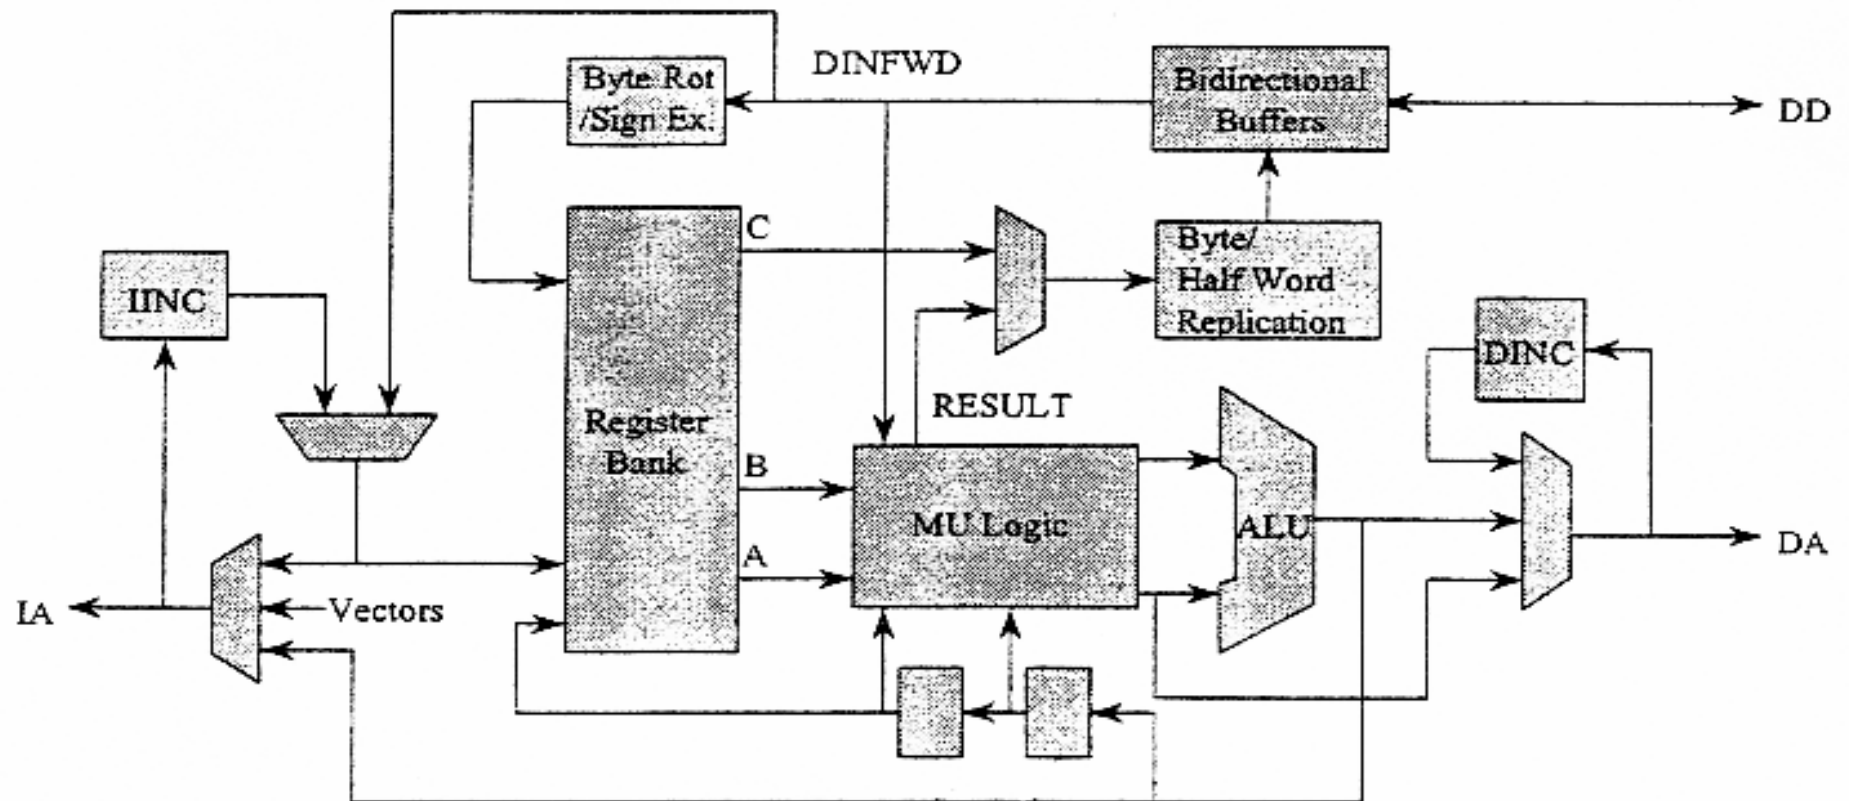 DINFWD
Byte Rot
/Sign Ex.
Bidirectional
Buffers
DD
C
Byte/
Half Word
Replication
IINC
DINC
RESULT
Register
Bank
B
MU Logic
ALU
A
DA
Vectors
IA